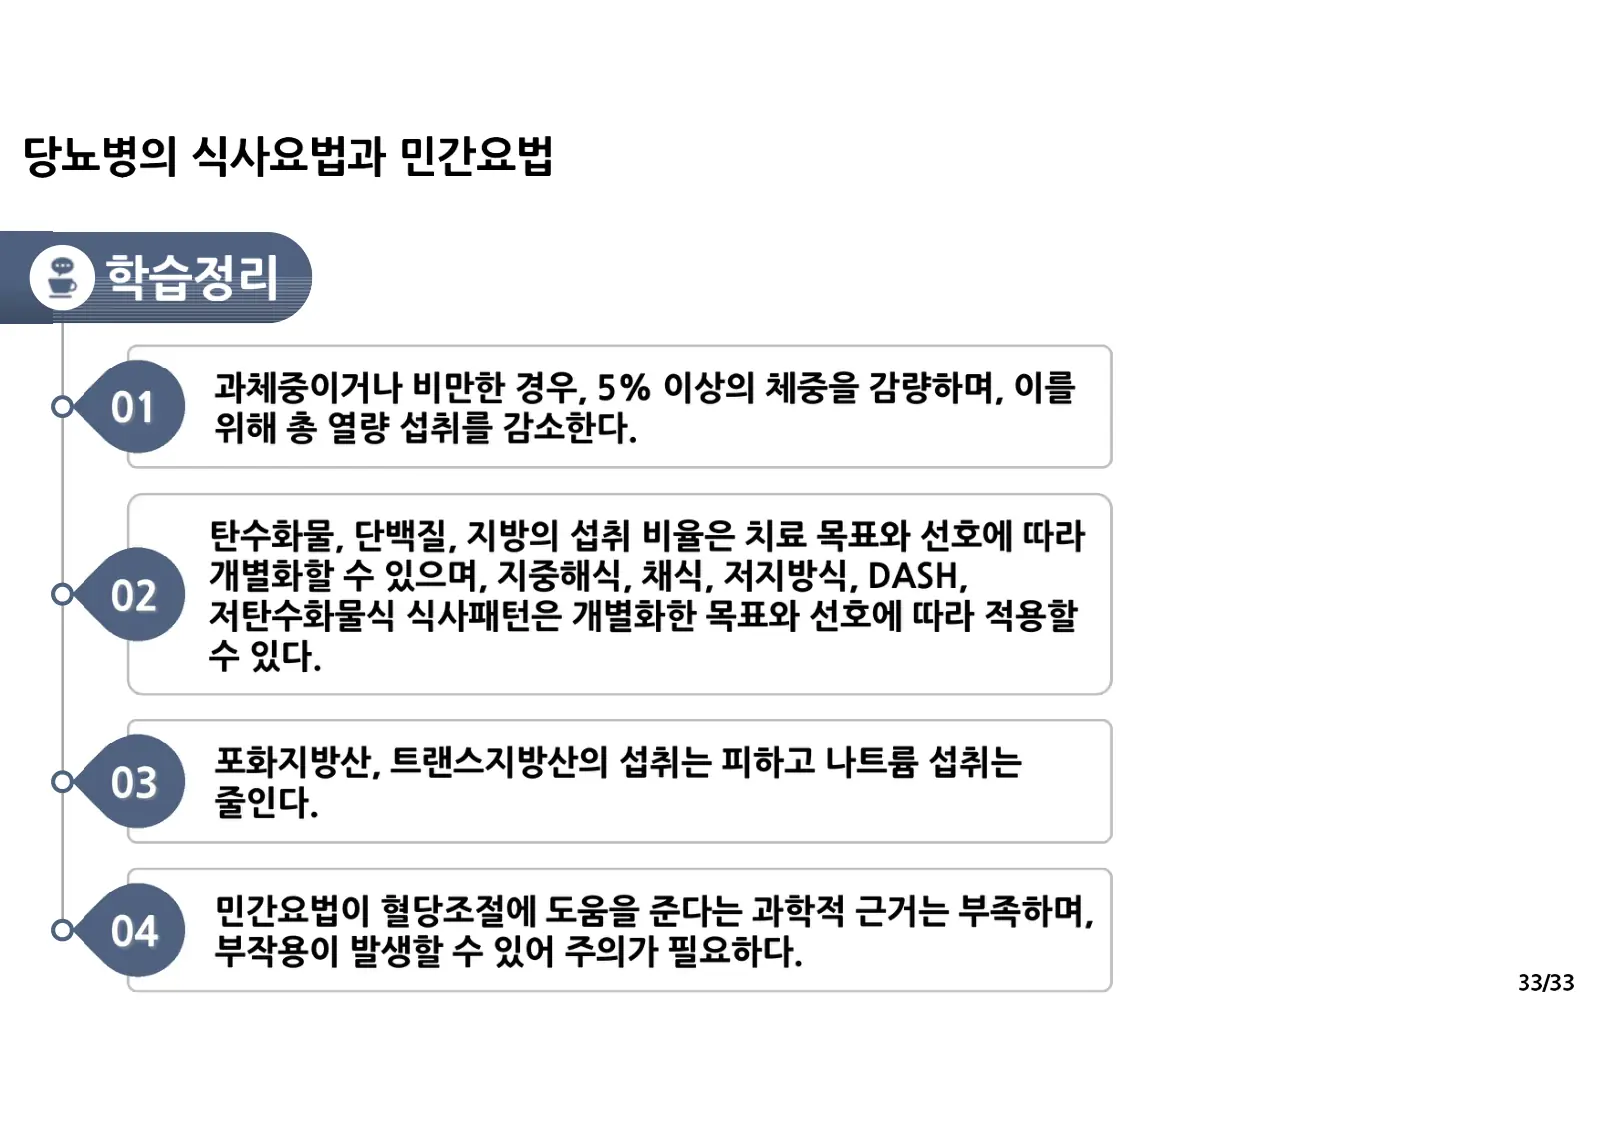 당뇨병의 식사요법과 민간요법
학습정리
01
과체중이거나 비만한 경우, 5% 이상의 체중을 감량하며, 이를
위해 총 열량 섭취를 감소한다.
02
탄수화물, 단백질, 지방의 섭취 비율은 치료 목표와 선호에 따라
개별화할 수 있으며, 지중해식, 채식, 저지방식, DASH,
저탄수화물식 식사패턴은 개별화한 목표와 선호에 따라 적용할
수 있다.
03
포화지방산, 트랜스지방산의 섭취는 피하고 나트륨 섭취는
줄인다.
04
민간요법이 혈당조절에 도움을 준다는 과학적 근거는 부족하며,
부작용이 발생할 수 있어 주의가 필요하다.
33/33